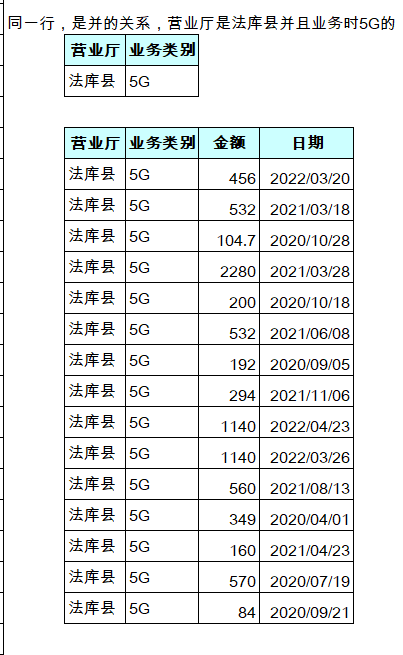 同一行，是并的关系，营业厅是法库县并且业务时5G的
营业厅 业务类别
法库县 5G
营业厅 业务类别 金额 日期
法库县 5G 456 2022/03/20
法库县 5G 532 2021/03/18
法库县 5G 104.7 2020/10/28
法库县 5G 2280 2021/03/28
法库县 5G 200 2020/10/18
法库县 5G 532 2021/06/08
法库县 5G 192 2020/09/05
法库县 5G 294 2021/11/06
法库县 5G 1140 2022/04/23
法库县 5G 1140 2022/03/26
法库县 5G 560 2021/08/13
法库县 5G 349 2020/04/01
法库县 5G 160 2021/04/23
法库县 5G 570 2020/07/19
法库县 5G 84 2020/09/21